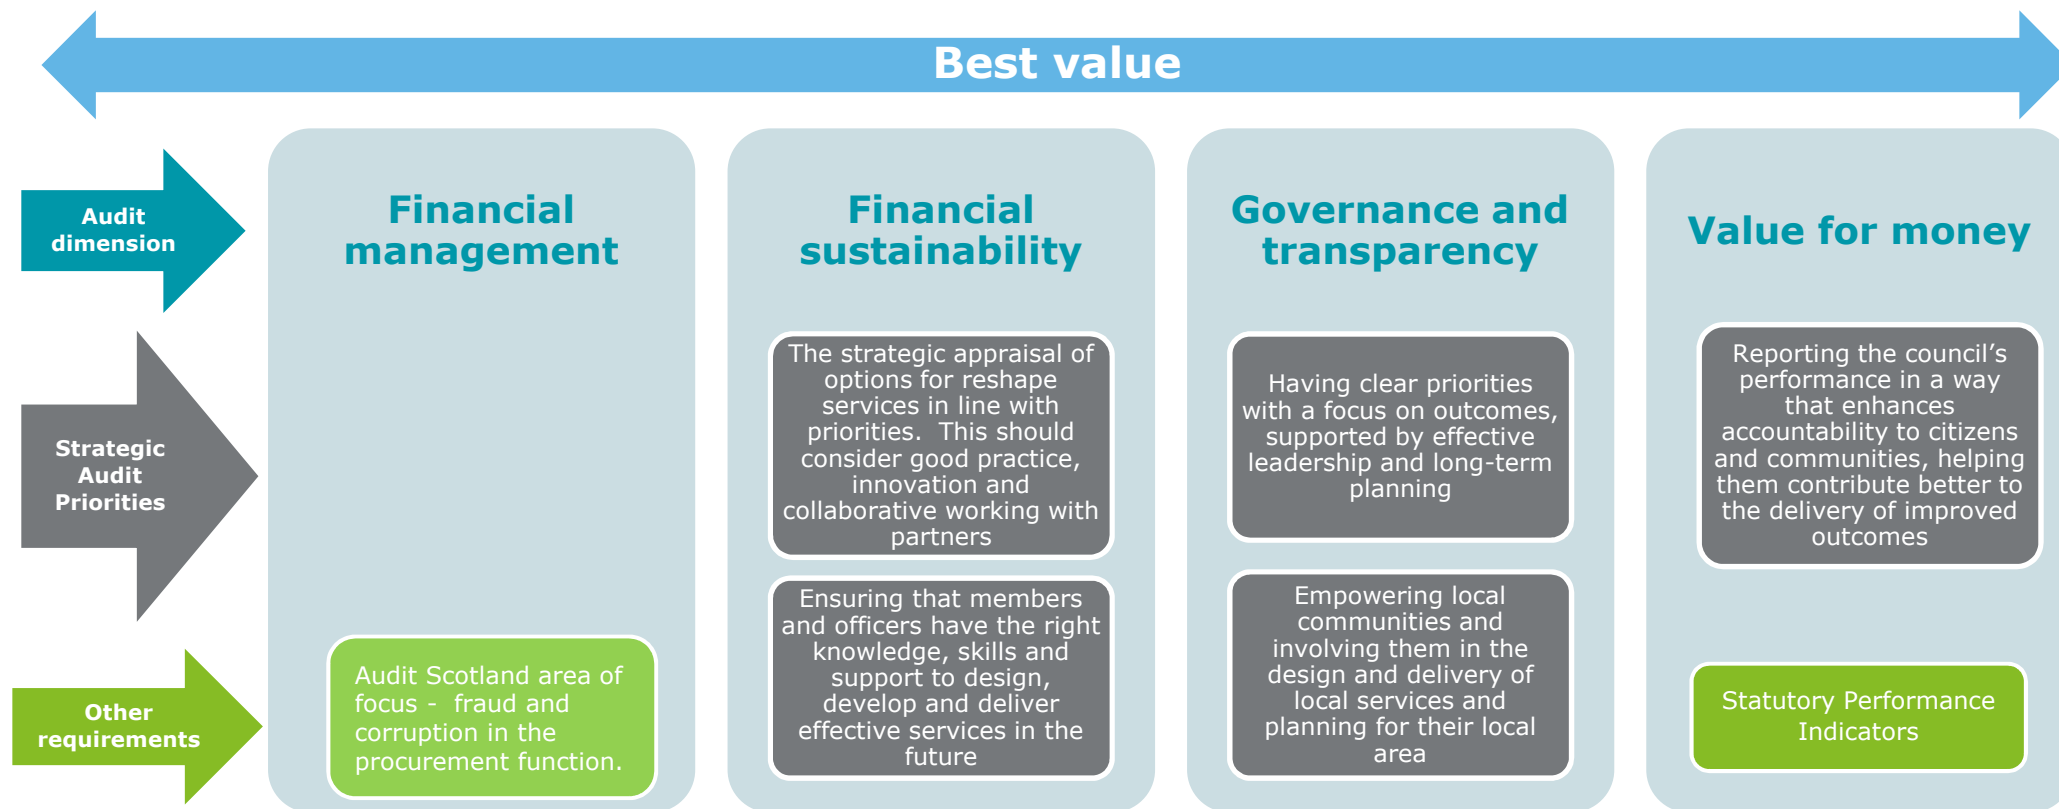 Best value
Audit
dimension
Financial
management
Financial
sustainability
Governance and
transparency
Value for money
Strategic
Audit
Priorities
The strategic appraisal of
options for reshape
services in line with
priorities.  This should
consider good practice,
innovation and
collaborative working with
partners
Having clear priorities
with a focus on outcomes,
supported by effective
leadership and long-term
planning
Reporting the council’s
performance in a way
that enhances
accountability to citizens
and communities, helping
them contribute better to
the delivery of improved
outcomes
Ensuring that members
and officers have the right
knowledge, skills and
support to design,
develop and deliver
effective services in the
future
Empowering local
communities and
involving them in the
design and delivery of
local services and
planning for their local
area
Other
requirements
Audit Scotland area of
focus -  fraud and
corruption in the
procurement function.
Statutory Performance
Indicators